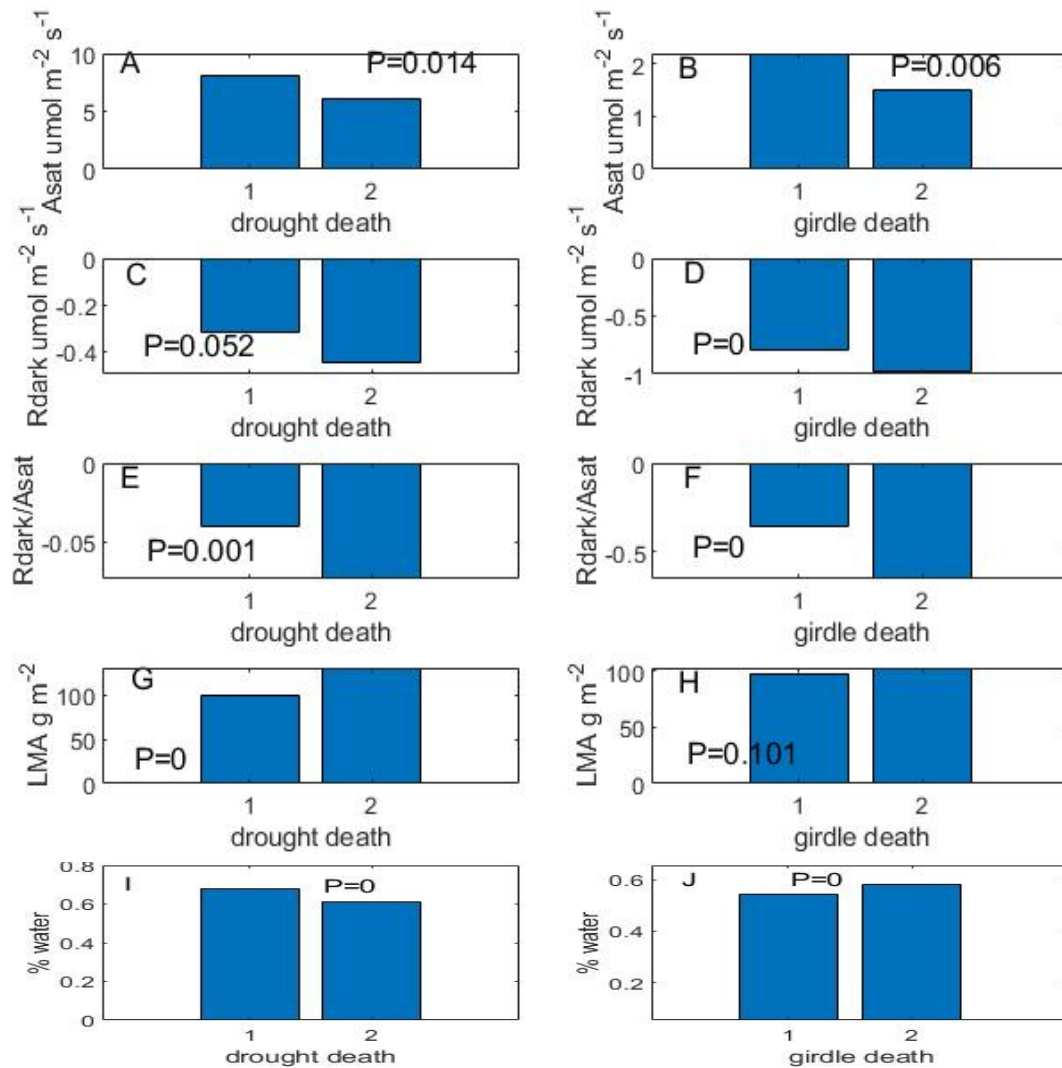 A
P=0.014
Asat umol m⁻² s⁻¹
10
5
0
1
2
drought death
B
P=0.006
Asat umol m⁻² s⁻¹
2
1
0
1
2
girdle death
C
P=0.052
Rdark umol m⁻² s⁻¹
0
-0.2
-0.4
1
2
drought death
D
P=0
Rdark umol m⁻² s⁻¹
0
-0.5
-1
1
2
girdle death
E
P=0.001
Rdark/Asat
0
-0.05
1
2
drought death
F
P=0
Rdark/Asat
0
-0.5
1
2
girdle death
G
P=0
LMA g m⁻²
100
50
0
1
2
drought death
H
P=0.101
LMA g m⁻²
100
50
0
1
2
girdle death
I
P=0
% water
0.8
0.6
0.4
0.2
0
1
2
drought death
J
P=0
% water
0.6
0.4
0.2
1
2
girdle death